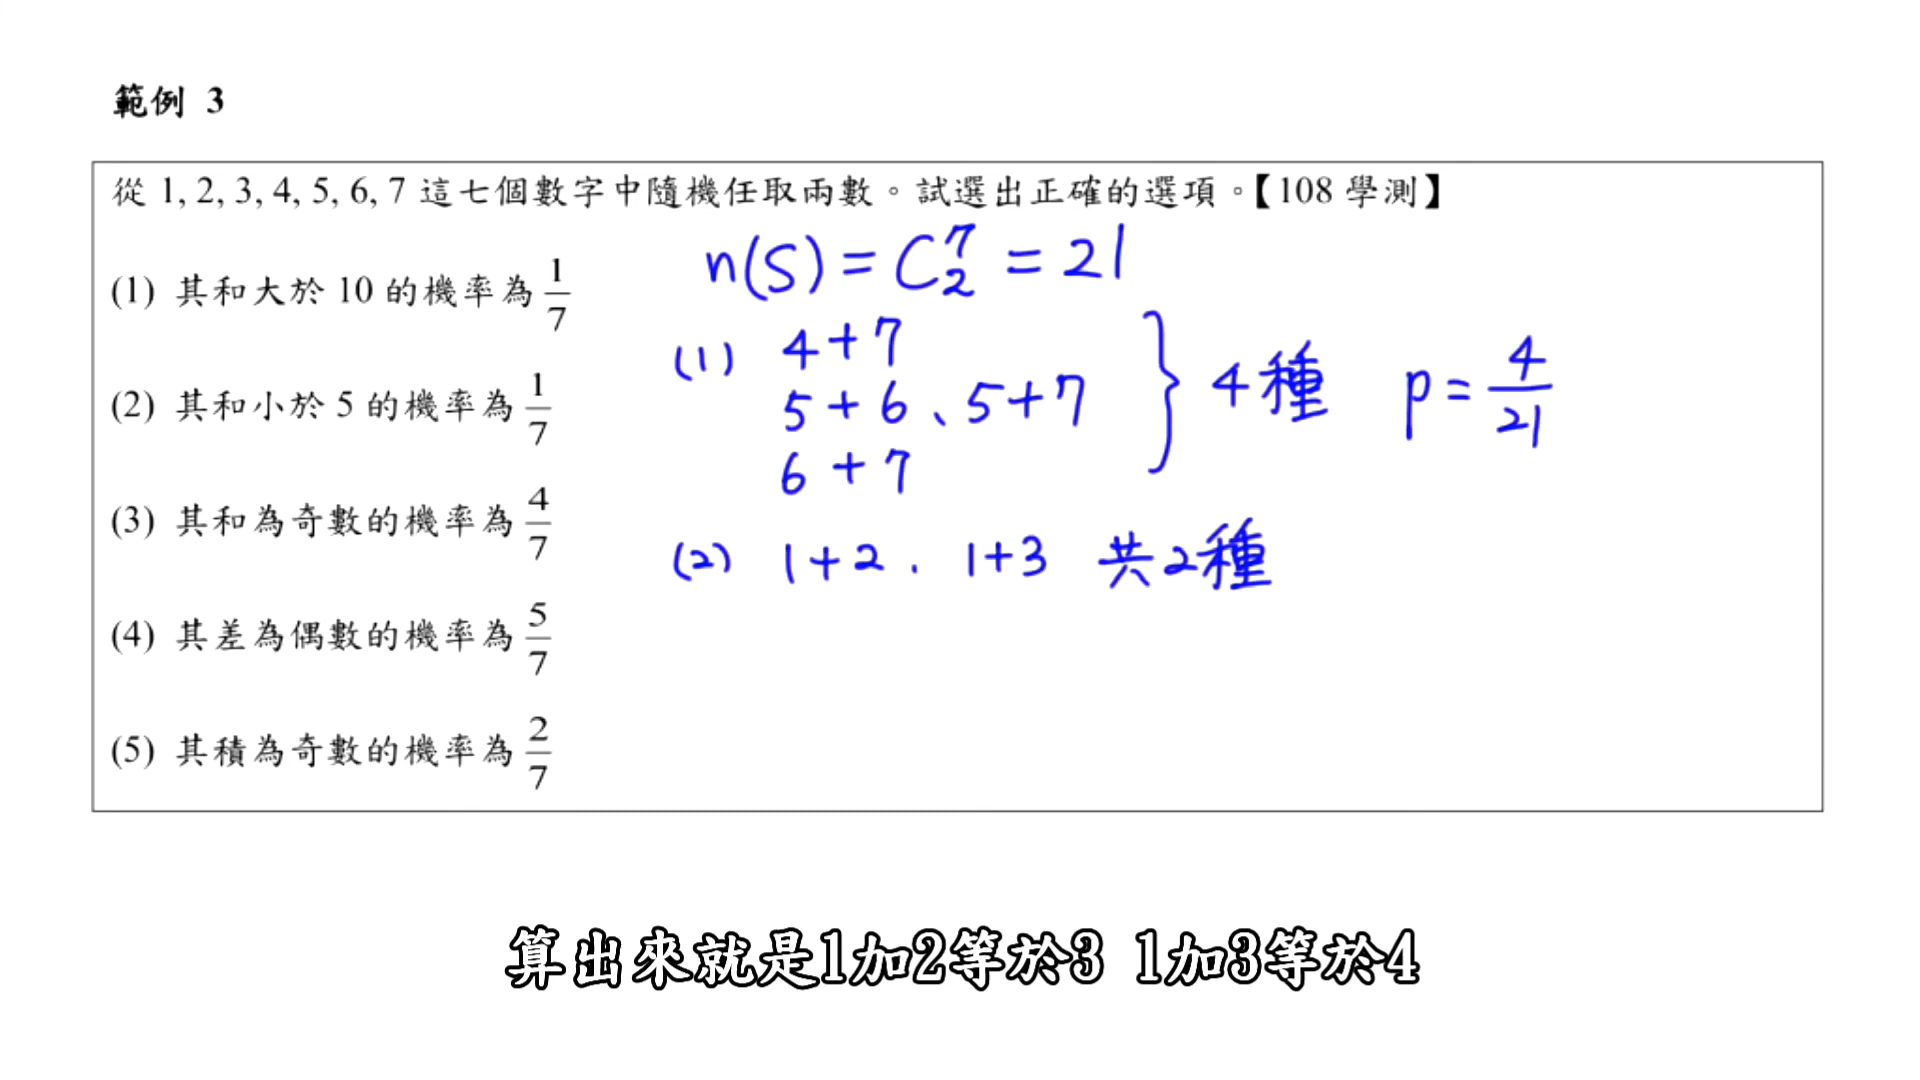 範例 3
從 1, 2, 3, 4, 5, 6, 7 這七個數字中隨機任取兩數。試選出正確的選項。【108 學測】
n(S) = C⁷₂ = 21
(1) 其和大於 10 的機率為 1/7
(1) 4+7
5+6、5+7
6+7
} 4種 p = 4/21
(2) 其和小於 5 的機率為 1/7
(3) 其和為奇數的機率為 4/7
(2) 1+2 . 1+3 共2種
(4) 其差為偶數的機率為 5/7
(5) 其積為奇數的機率為 2/7
算出來就是1加2等於3 1加3等於4